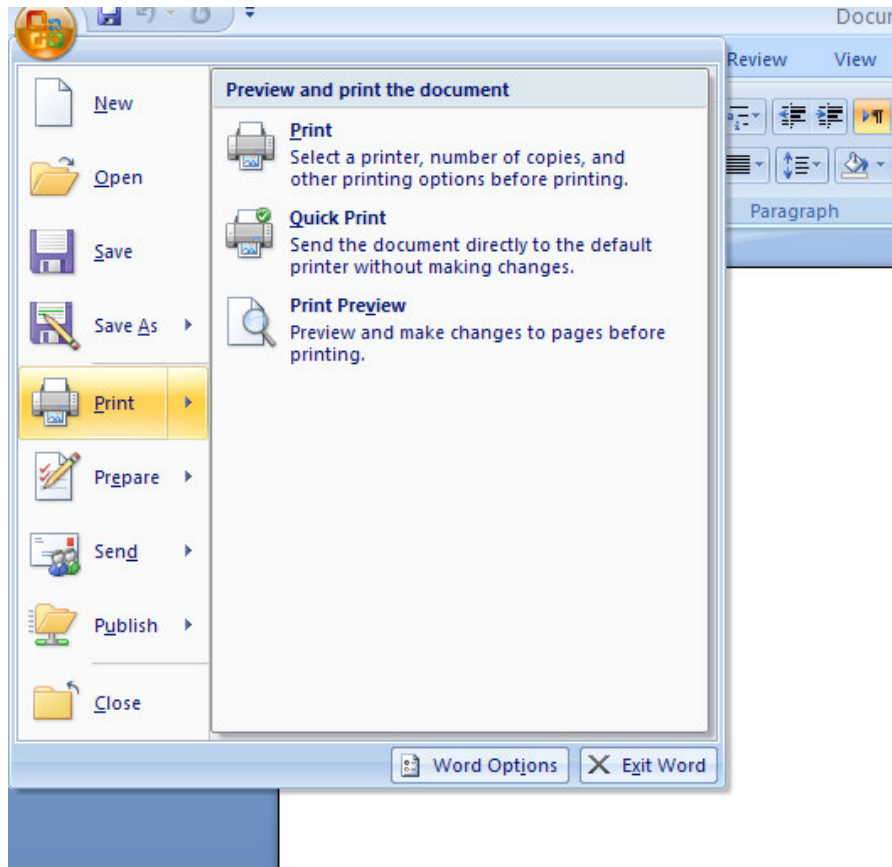 Docu
Review View
New
Open
Save
Save As
Print
Prepare
Send
Publish
Close
Preview and print the document
Print
Select a printer, number of copies, and
other printing options before printing.
Quick Print
Send the document directly to the default
printer without making changes.
Print Preview
Preview and make changes to pages before
printing.
Paragraph
Word Options
Exit Word